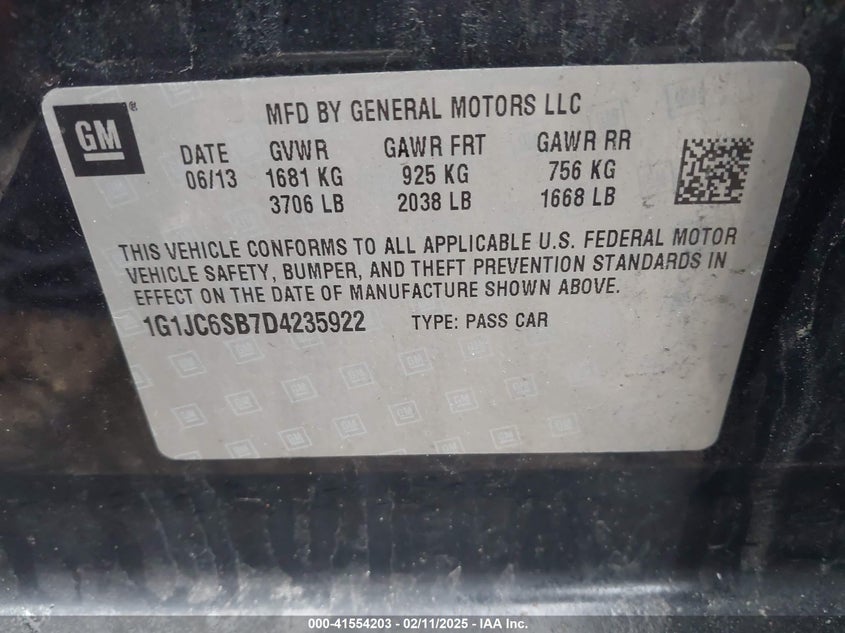 GM ®
MFD BY GENERAL MOTORS LLC
DATE GVWR GAWR FRT GAWR RR
06/13 1681 KG 925 KG 756 KG
3706 LB 2038 LB 1668 LB
THIS VEHICLE CONFORMS TO ALL APPLICABLE U.S. FEDERAL MOTOR
VEHICLE SAFETY, BUMPER, AND THEFT PREVENTION STANDARDS IN
EFFECT ON THE DATE OF MANUFACTURE SHOWN ABOVE.
1G1JC6SB7D4235922 TYPE: PASS CAR
000-41554203 - 02/11/2025 - IAA Inc.